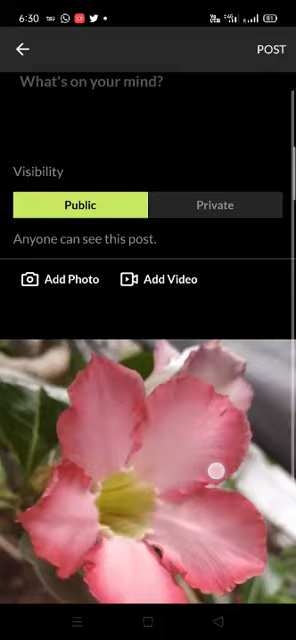 6:30
POST
What's on your mind?
Visibility
Public Private
Anyone can see this post.
Add Photo Add Video